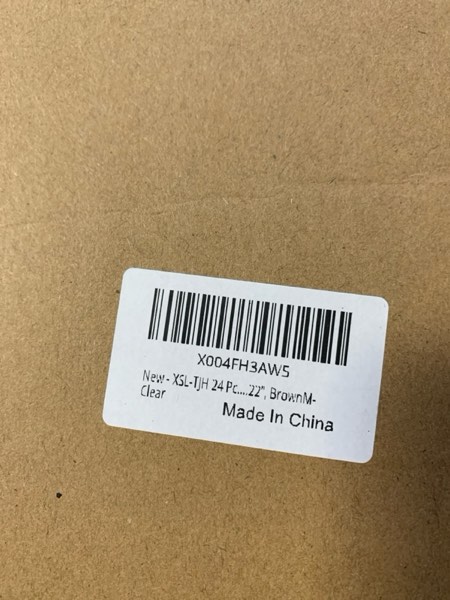 X004FH3AW5
New - XSL-TJH 24 Pc....22", BrownM-
Clear
Made In China